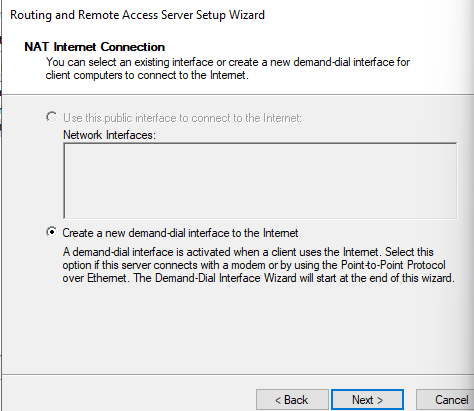 Routing and Remote Access Server Setup Wizard
NAT Internet Connection
You can select an existing interface or create a new demand-dial interface for
client computers to connect to the Internet.
Use this public interface to connect to the Internet:
Network Interfaces:
Create a new demand-dial interface to the Internet
A demand-dial interface is activated when a client uses the Internet. Select this
option if this server connects with a modem or by using the Point-to-Point Protocol
over Ethernet. The Demand-Dial Interface Wizard will start at the end of this wizard.
< Back Next > Cancel